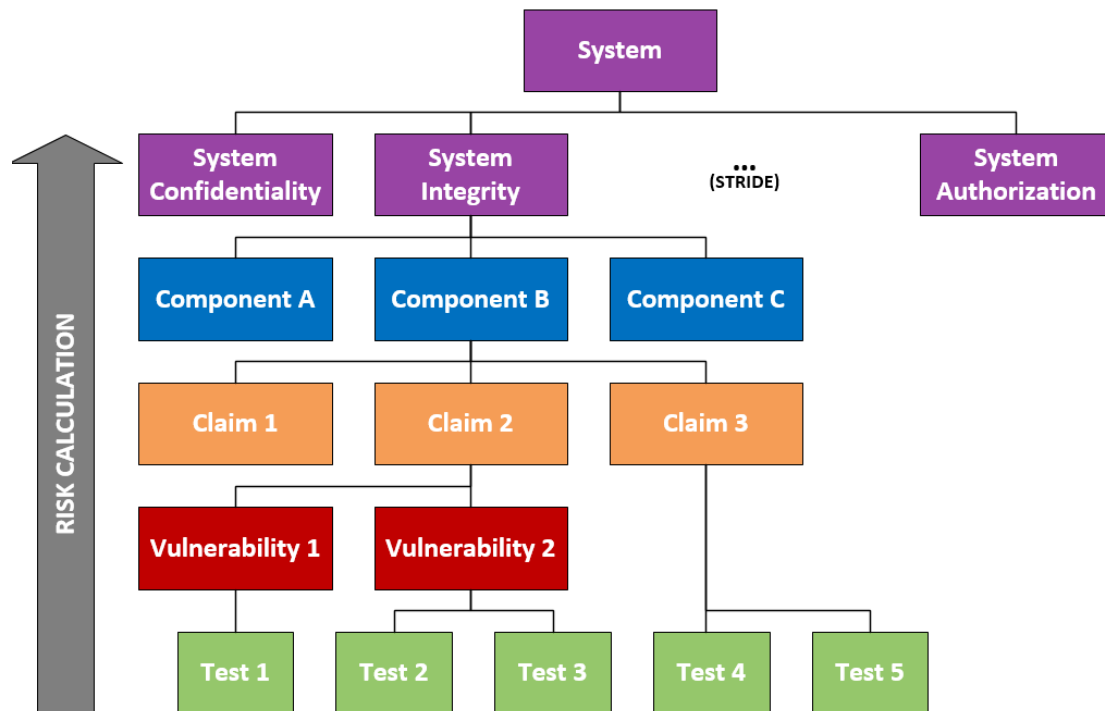 System
System
Confidentiality
System
Integrity
...
(STRIDE)
System
Authorization
Component A
Component B
Component C
RISK CALCULATION
Claim 1
Claim 2
Claim 3
Vulnerability 1
Vulnerability 2
Test 1
Test 2
Test 3
Test 4
Test 5